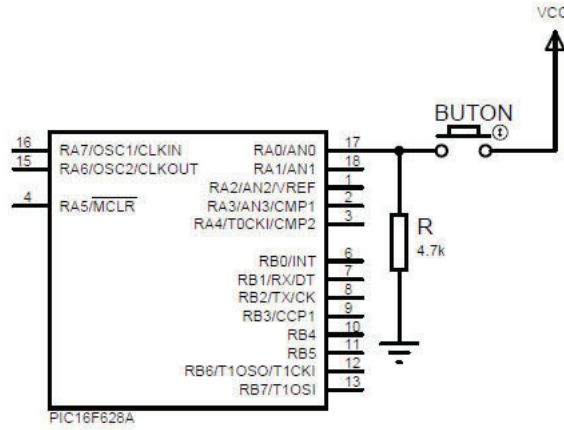 VCC
BUTON
16 RA7/OSC1/CLKIN RA0/AN0 17
15 RA6/OSC2/CLKOUT RA1/AN1 18
RA2/AN2/VREF 1
4 RA5/MCLR RA3/AN3/CMP1 2
RA4/T0CKI/CMP2 3
R
4.7k
RB0/INT 6
RB1/RX/DT 7
RB2/TX/CK 8
RB3/CCP1 9
RB4 10
RB5 11
RB6/T1OSO/T1CKI 12
RB7/T1OSI 13
PIC16F628A